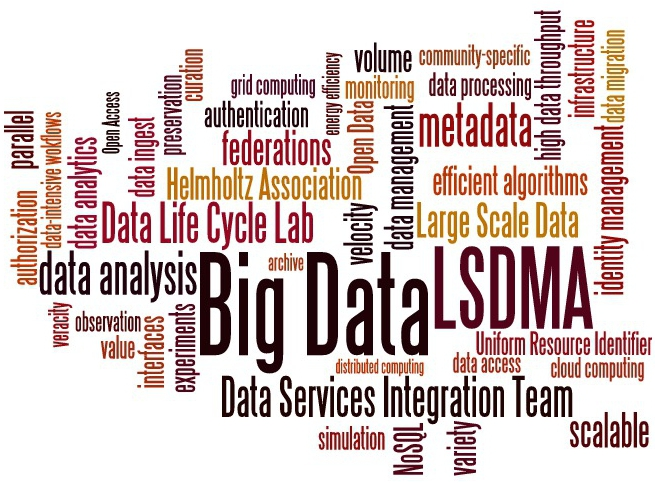 volume
community-specific
high data throughput
infrastructure
data migration
curation
preservation
grid computing
energy efficiency
monitoring
data processing
Open Access
authentication
Open Data
metadata
parallel
data-intensive wokflows
data analytics
data ingest
federations
data management
identity management
Helmholtz Association
efficient algorithms
authorization
Data Life Cycle Lab
velocity
Large Scale Data
data analysis
archive
Big Data
LSDMA
veracity
observation
value
interfaces
experiments
Uniform Resource Identifier
distributed computing
data access
cloud computing
Data Services Integration Team
simulation
NoSQL
variety
scalable